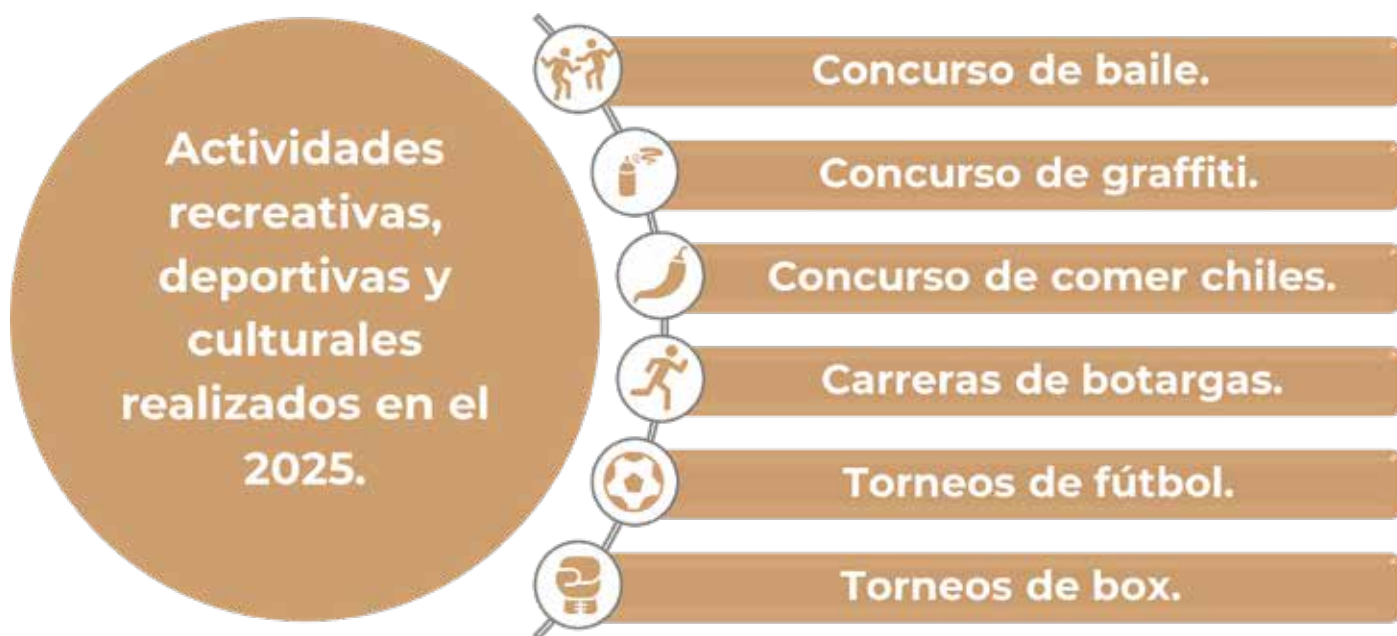 Actividades
recreativas,
deportivas y
culturales
realizados en el
2025.
Concurso de baile.
Concurso de graffiti.
Concurso de comer chiles.
Carreras de botargas.
Torneos de fútbol.
Torneos de box.